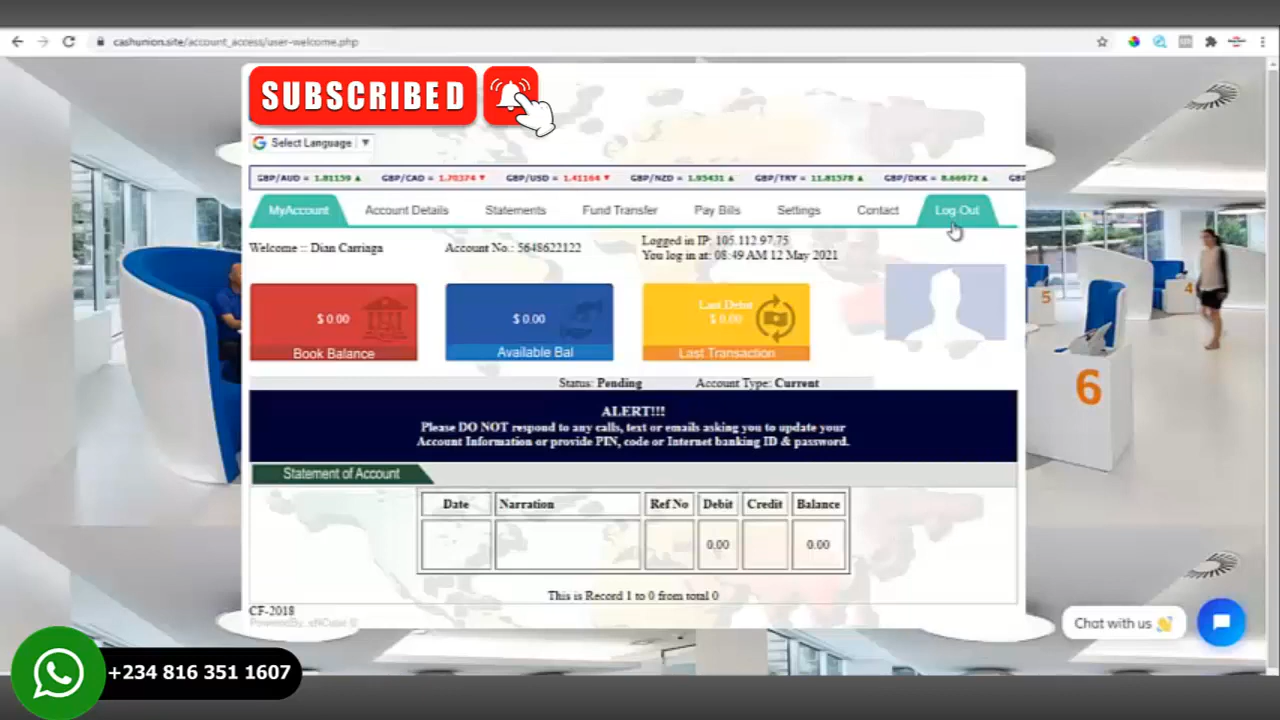 cashunion.site/account_access/user-welcome.php
SUBSCRIBED
Select Language ▼
GBP/AUD = 1.81159 ▲ GBP/CAD = 1.70374 ▼ GBP/USD = 1.41164 ▼ GBP/NZD = 1.95431 ▲ GBP/TRY = 11.81578 ▲ GBP/DKK = 8.66972 ▲ GB
MyAccount Account Details Statements Fund Transfer Pay Bills Settings Contact Log Out
Welcome :: Dian Carriaga Account No.: 5648622122 Logged in IP: 105.112.97.75
You log in at: 08:49 AM 12 May 2021
$ 0.00 $ 0.00 Last Debit
$ 0.00
Book Balance Available Bal Last Transaction
Status: Pending Account Type: Current
ALERT!!!
Please DO NOT respond to any calls, text or emails asking you to update your
Account Information or provide PIN, code or Internet banking ID & password.
Statement of Account
Date Narration Ref No Debit Credit Balance
0.00 0.00
This is Record 1 to 0 from total 0
CF-2018
5
4
6
Chat with us 👋
+234 816 351 1607